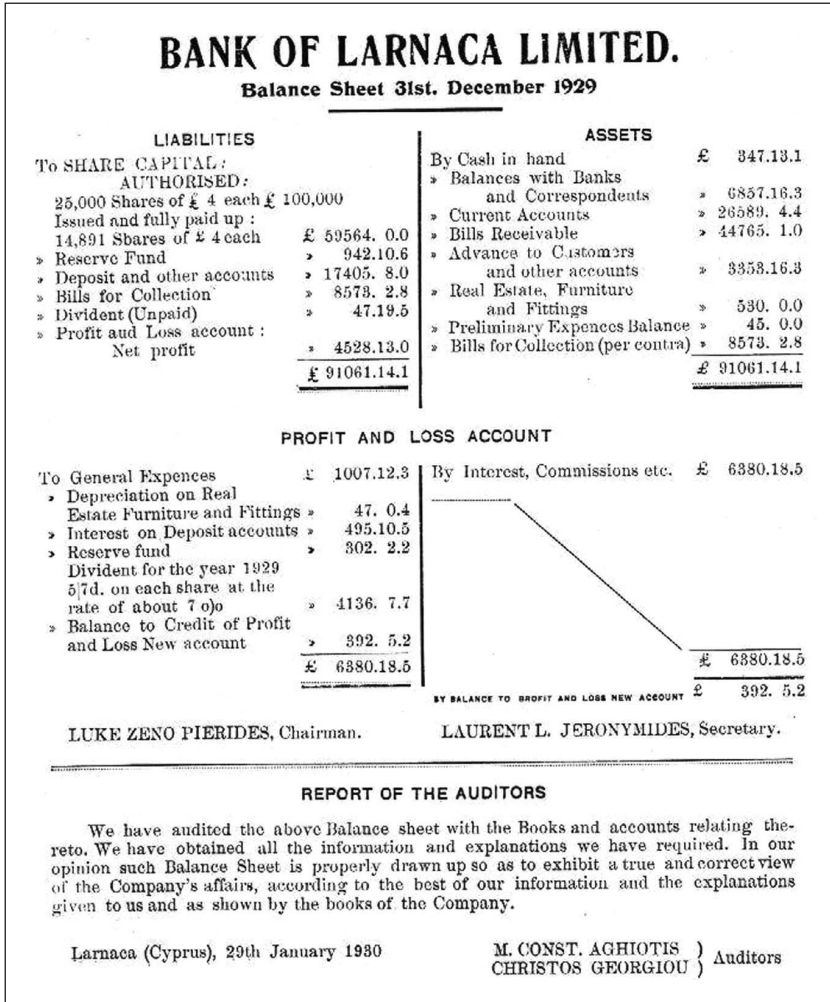 BANK OF LARNACA LIMITED.
Balance Sheet 31st. December 1929
LIABILITIES
To SHARE CAPITAL:
AUTHORISED:
25,000 Shares of £ 4 each £ 100,000
Issued and fully paid up :
14,891 Shares of £ 4 each £ 59564. 0.0
» Reserve Fund » 942.10.6
» Deposit and other accounts » 17405. 8.0
» Bills for Collection » 8573. 2.8
» Divident (Unpaid) » 47.19.5
» Profit aud Loss account :
Net profit » 4528.13.0
£ 91061.14.1
ASSETS
By Cash in hand £ 347.13.1
» Balances with Banks
and Correspondents » 6857.16.3
» Current Accounts » 26589. 4.4
» Bills Receivable » 44765. 1.0
» Advance to Customers
and other accounts » 3353.16.3
» Real Estate, Furniture
and Fittings » 530. 0.0
» Preliminary Expences Balance » 45. 0.0
» Bills for Collection (per contra) » 8573. 2.8
£ 91061.14.1
PROFIT AND LOSS ACCOUNT
To General Expences £ 1007.12.3
» Depreciation on Real
Estate Furniture and Fittings » 47. 0.4
» Interest on Deposit accounts » 495.10.5
» Reserve fund » 302. 2.2
Divident for the year 1929
5|7d. on each share at the
rate of about 7 o)o » 4136. 7.7
» Balance to Credit of Profit
and Loss New account » 392. 5.2
£ 6380.18.5
By Interest, Commissions etc. £ 6380.18.5
£ 6380.18.5
BY BALANCE TO BROFIT AND LOSS NEW ACCOUNT £ 392. 5.2
LUKE ZENO PIERIDES, Chairman.
LAURENT L. JERONYMIDES, Secretary.
REPORT OF THE AUDITORS
We have audited the above Balance sheet with the Books and accounts relating the-
reto. We have obtained all the information and explanations we have required. In our
opinion such Balance Sheet is properly drawn up so as to exhibit a true and correct view
of the Company's affairs, according to the best of our information and the explanations
given to us and as shown by the books of the Company.
Larnaca (Cyprus), 29th January 1930
M. CONST. AGHIOTIS )
CHRISTOS GEORGIOU ) Auditors